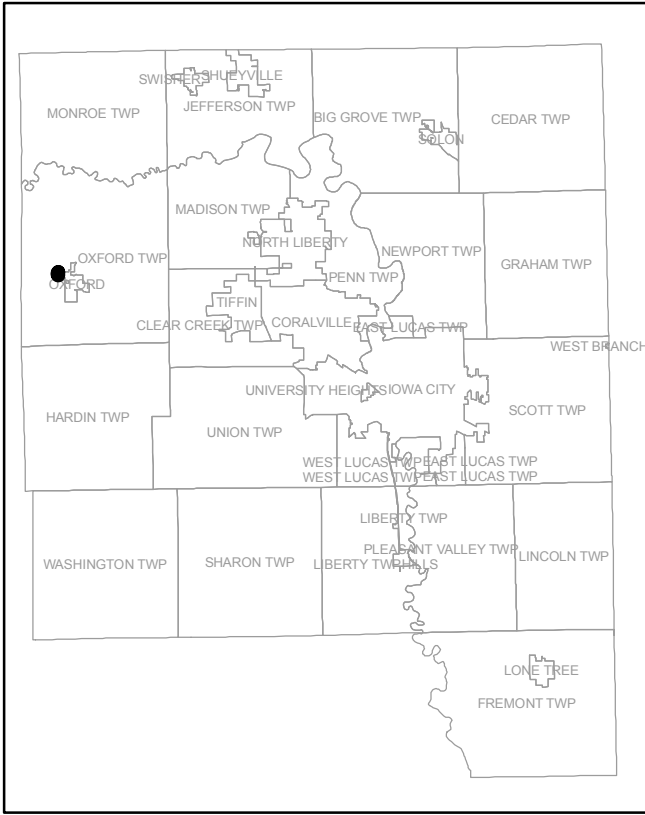 SWISHER
SHUEYVILLE
MONROE TWP
JEFFERSON TWP
BIG GROVE TWP
CEDAR TWP
SOLON
MADISON TWP
NORTH LIBERTY
NEWPORT TWP
OXFORD TWP
GRAHAM TWP
PENN TWP
OXFORD
TIFFIN
CLEAR CREEK TWP
CORALVILLE
EAST LUCAS TWP
WEST BRANCH
UNIVERSITY HEIGHTS
IOWA CITY
HARDIN TWP
SCOTT TWP
UNION TWP
WEST LUCAS TWP
EAST LUCAS TWP
WEST LUCAS TWP
EAST LUCAS TWP
LIBERTY TWP
PLEASANT VALLEY TWP
WASHINGTON TWP
SHARON TWP
LIBERTY TWP
HILLS
LINCOLN TWP
LONE TREE
FREMONT TWP